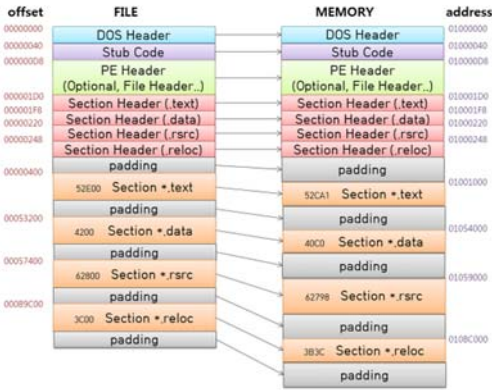 offset FILE MEMORY address
00000000 DOS Header DOS Header 01000000
00000040 Stub Code Stub Code 01000040
000000D8 PE Header PE Header 010000D8
(Optional, File Header..) (Optional, File Header..)
000001D0 Section Header (.text) Section Header (.text) 010001D0
000001F8 Section Header (.data) Section Header (.data) 010001F8
00000220 Section Header (.rsrc) Section Header (.rsrc) 01000220
00000248 Section Header (.reloc) Section Header (.reloc) 01000248
00000400 padding padding
52E00 Section *.text 52CA1 Section *.text 01001000
padding padding
00053200 4200 Section *.data 40C0 Section *.data 01054000
padding padding
00057400 62800 Section *.rsrc 62798 Section *.rsrc 01059000
padding padding
00089C00 3C00 Section *.reloc 3B3C Section *.reloc 0108C000
padding padding